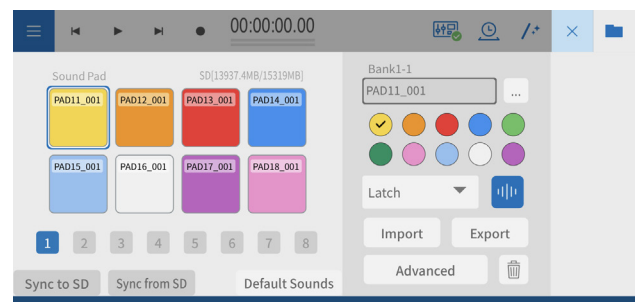 00:00:00.00
Sound Pad
SD[13937.4MB/15319MB]
PAD11_001
PAD12_001
PAD13_001
PAD14_001
PAD15_001
PAD16_001
PAD17_001
PAD18_001
1 2 3 4 5 6 7 8
Sync to SD
Sync from SD
Default Sounds
Bank1-1
PAD11_001
...
Latch
Import
Export
Advanced